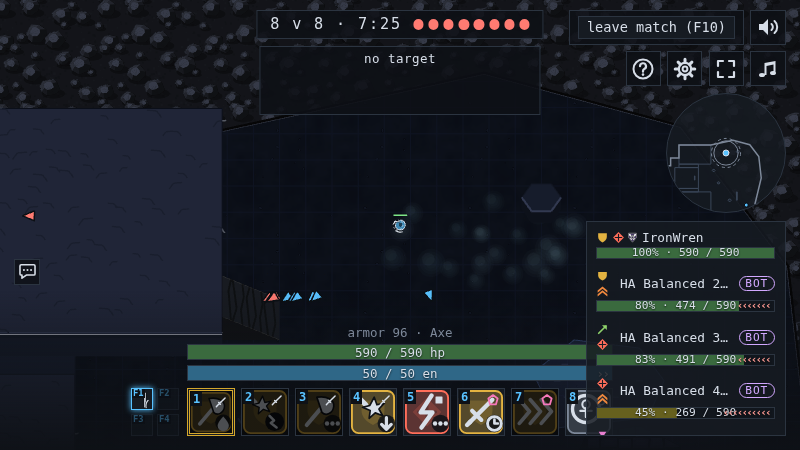 8 v 8 · 7:25
leave match (F10)
no target
IronWren
100% · 590 / 590
HA Balanced 2… BOT
80% · 474 / 590
HA Balanced 3… BOT
83% · 491 / 590
HA Balanced 4… BOT
45% · 269 / 590
armor 96 · Axe
590 / 590 hp
50 / 50 en
F1 F2
F3 F4
1 2 3 4 5 6 7 8